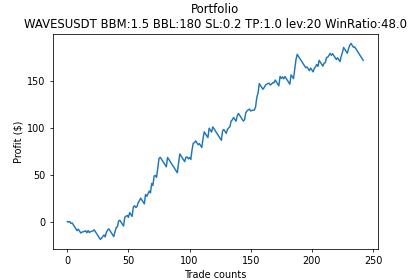 Portfolio
WAVESUSDT BBM:1.5 BBL:180 SL:0.2 TP:1.0 lev:20 WinRatio:48.0
Profit ($)
150
100
50
0
0 50 100 150 200 250
Trade counts